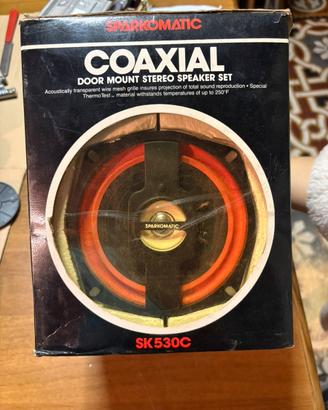 SPARKOMATIC
COAXIAL
DOOR MOUNT STEREO SPEAKER SET
Acoustically transparent wire mesh grille insures projection of total sound reproduction • Special
ThermoTest™ material withstands temperatures of up to 250°F
SPARKOMATIC
SK530C